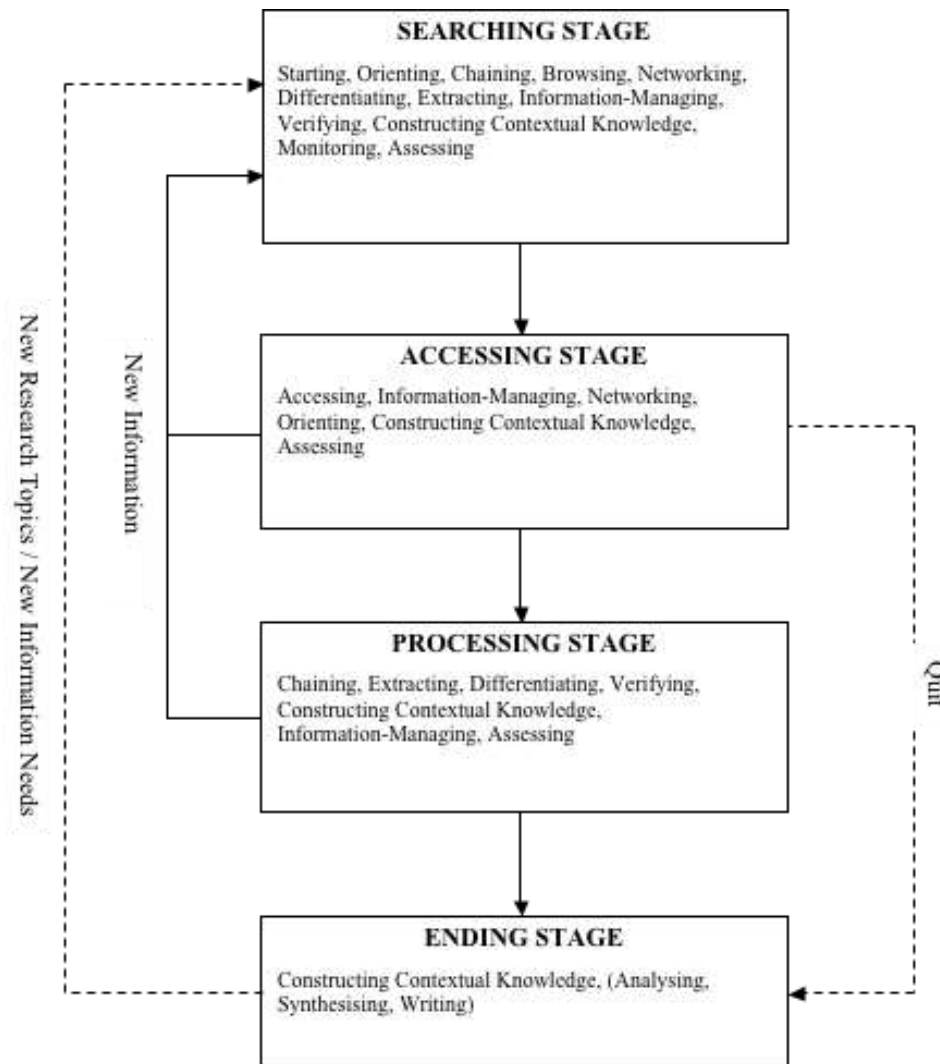 SEARCHING STAGE
Starting, Orienting, Chaining, Browsing, Networking,
Differentiating, Extracting, Information-Managing,
Verifying, Constructing Contextual Knowledge,
Monitoring, Assessing
New Research Topics / New Information Needs
New Information
ACCESSING STAGE
Accessing, Information-Managing, Networking,
Orienting, Constructing Contextual Knowledge,
Assessing
Quit
PROCESSING STAGE
Chaining, Extracting, Differentiating, Verifying,
Constructing Contextual Knowledge,
Information-Managing, Assessing
ENDING STAGE
Constructing Contextual Knowledge, (Analysing,
Synthesising, Writing)